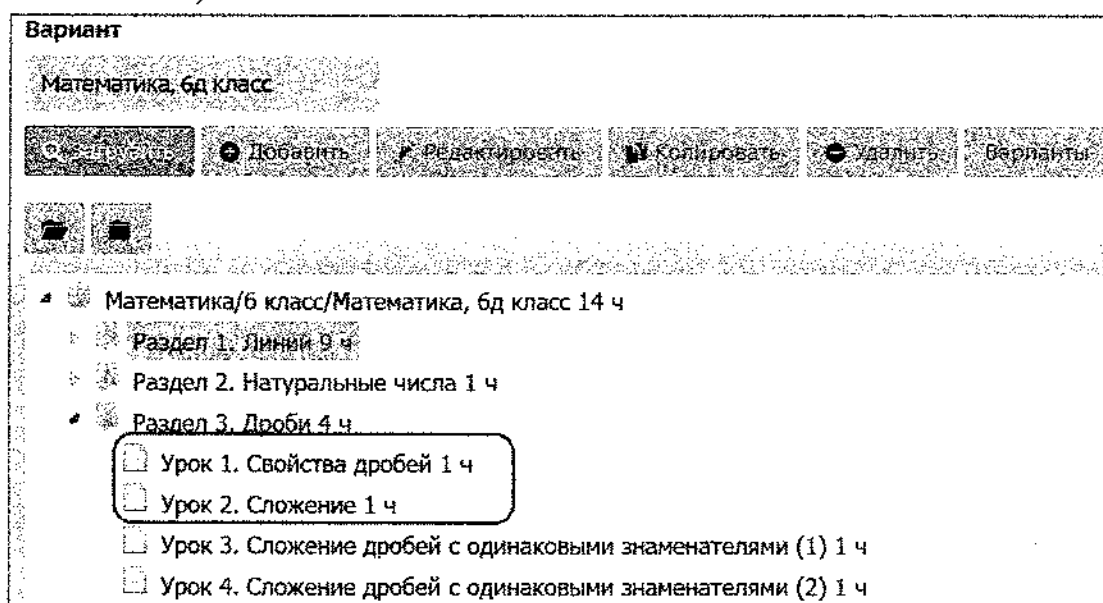 Вариант
Математика, 6д класс
Загрузить Добавить Редактировать Копировать Удалить Варианты
Математика/6 класс/Математика, 6д класс 14 ч
Раздел 1. Линии 9 ч
Раздел 2. Натуральные числа 1 ч
Раздел 3. Дроби 4 ч
Урок 1. Свойства дробей 1 ч
Урок 2. Сложение 1 ч
Урок 3. Сложение дробей с одинаковыми знаменателями (1) 1 ч
Урок 4. Сложение дробей с одинаковыми знаменателями (2) 1 ч